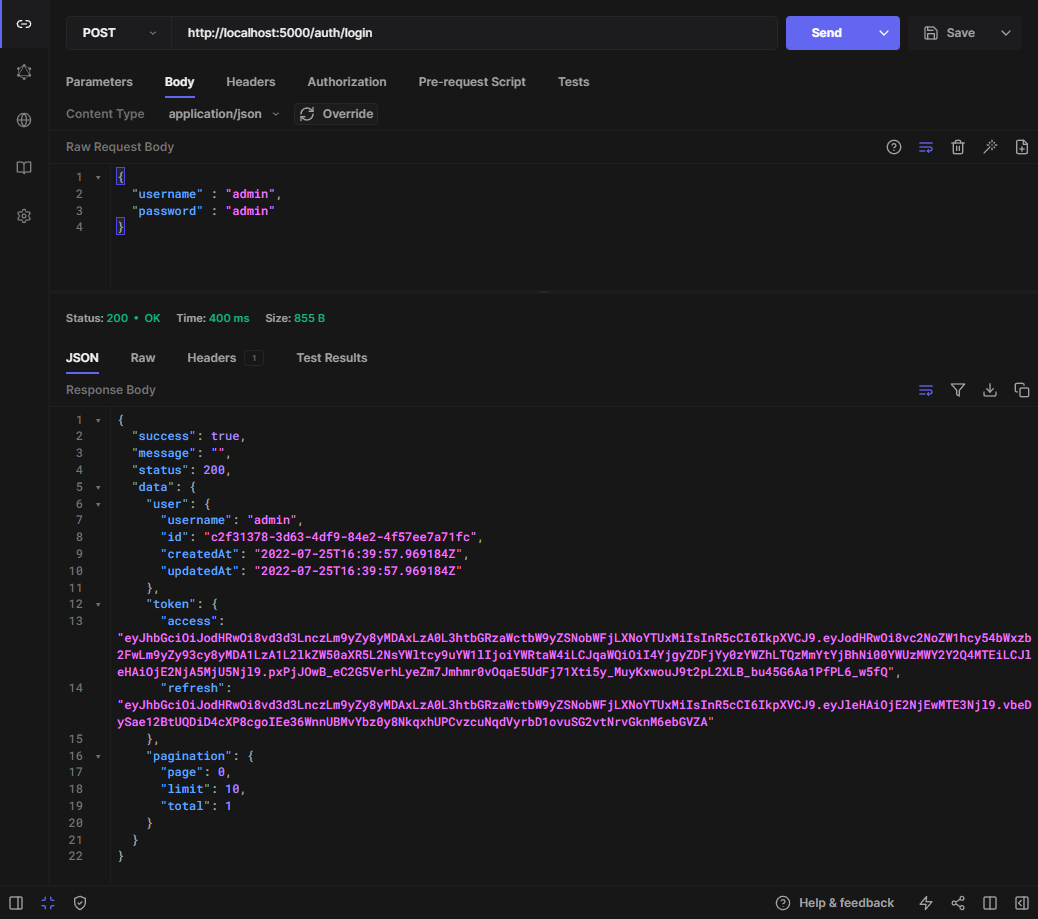 POST
http://localhost:5000/auth/login
Send
Save
Parameters
Body
Headers
Authorization
Pre-request Script
Tests
Content Type
application/json
Override
Raw Request Body
1
{
2
"username" : "admin",
3
"password" : "admin"
4
}
Status: 200 • OK
Time: 400 ms
Size: 855 B
JSON
Raw
Headers
1
Test Results
Response Body
1
{
2
"success": true,
3
"message": "",
4
"status": 200,
5
"data": {
6
"user": {
7
"username": "admin",
8
"id": "c2f31378-3d63-4df9-84e2-4f57ee7a71fc",
9
"createdAt": "2022-07-25T16:39:57.969184Z",
10
"updatedAt": "2022-07-25T16:39:57.969184Z"
11
},
12
"token": {
13
"access":
"eyJhbGciOiJodHRwOi8vd3d3LnczLm9yZy8yMDAxLzA0L3htbGRzaWctbW9yZSNobWFjLXNoYTUxMiIsInR5cCI6IkpXVCJ9.eyJodHRwOi8vc2NoZW1hcy54bWxzb
2FwLm9yZy93cy8yMDA1LzA1L2lkZW50aXR5L2NsYWltcy9uYW1lIjoiYWRtaW4iLCJqaWQiOiI4YjgyZDFjYy0zYWZhLTQzMmYtYjBhNi00YWUzMWY2Y2Q4MTEiLCJl
eHAiOjE2NjA5MjU5Njl9.pxPjJOwB_eC2G5VerhLyeZm7Jmhmr0vOqaE5UdFj71Xti5y_MuyKxwouJ9t2pL2XLB_bu45G6Aa1PfPL6_w5fQ",
14
"refresh":
"eyJhbGciOiJodHRwOi8vd3d3LnczLm9yZy8yMDAxLzA0L3htbGRzaWctbW9yZSNobWFjLXNoYTUxMiIsInR5cCI6IkpXVCJ9.eyJleHAiOjE2NjEwMTE3Njl9.vbeD
ySae12BtUQDiD4cXP8cgoIEe36WnnUBMvYbz0y8NkqxhUPCvzcuNqdVyrbD1ovuSG2vtNrvGknM6ebGVZA"
15
},
16
"pagination": {
17
"page": 0,
18
"limit": 10,
19
"total": 1
20
}
21
}
22
}
Help & feedback